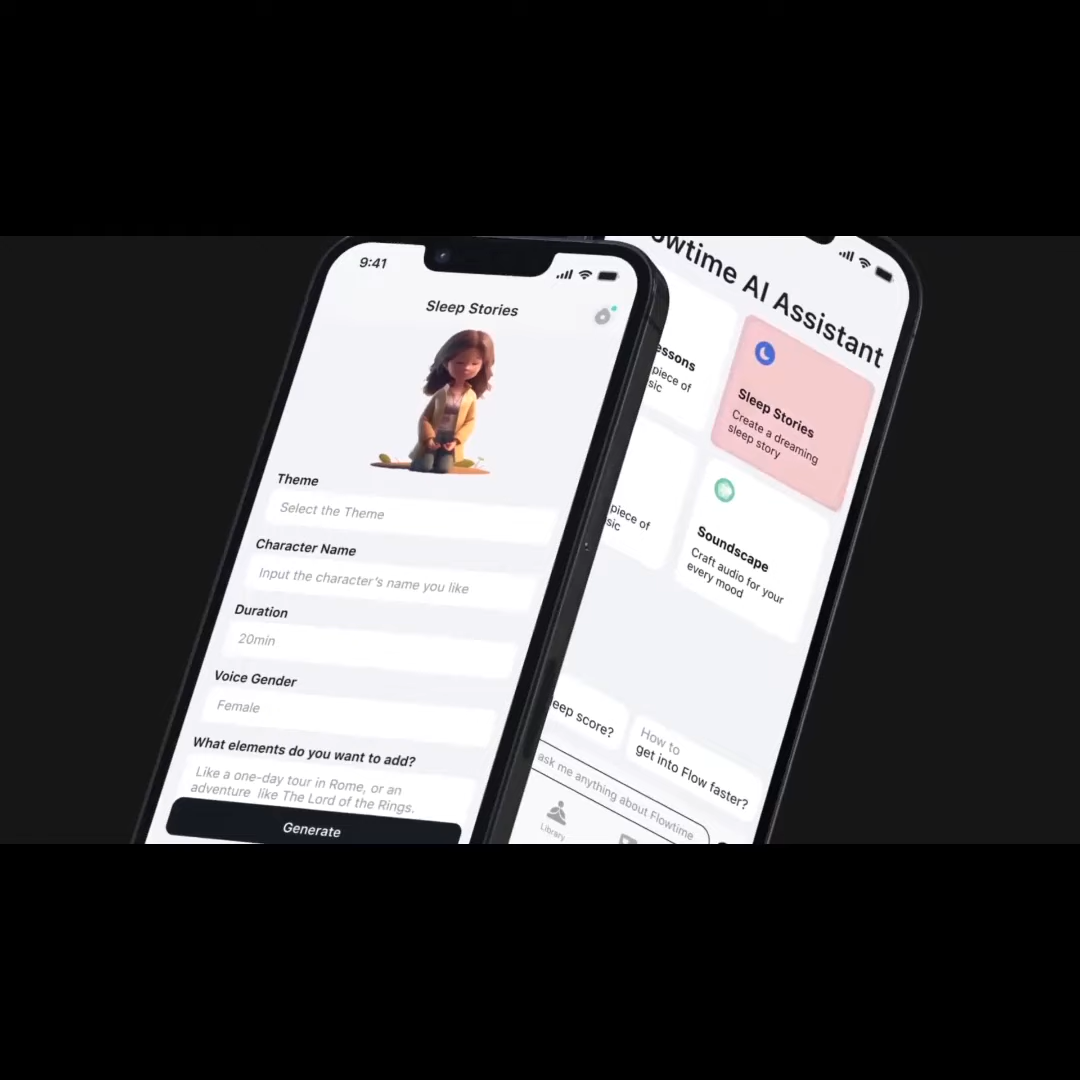 9:41
Sleep Stories
Theme
Select the Theme
Character Name
Input the character's name you like
Duration
20min
Voice Gender
Female
What elements do you want to add?
Like a one-day tour in Rome, or an
adventure like The Lord of the Rings.
Generate
owtime AI Assistant
essons
piece of
sic
Sleep Stories
Create a dreaming
sleep story
piece of
sic
Soundscape
Craft audio for your
every mood
eep score?
How to
get into Flow faster?
ask me anything about Flowtime
Library